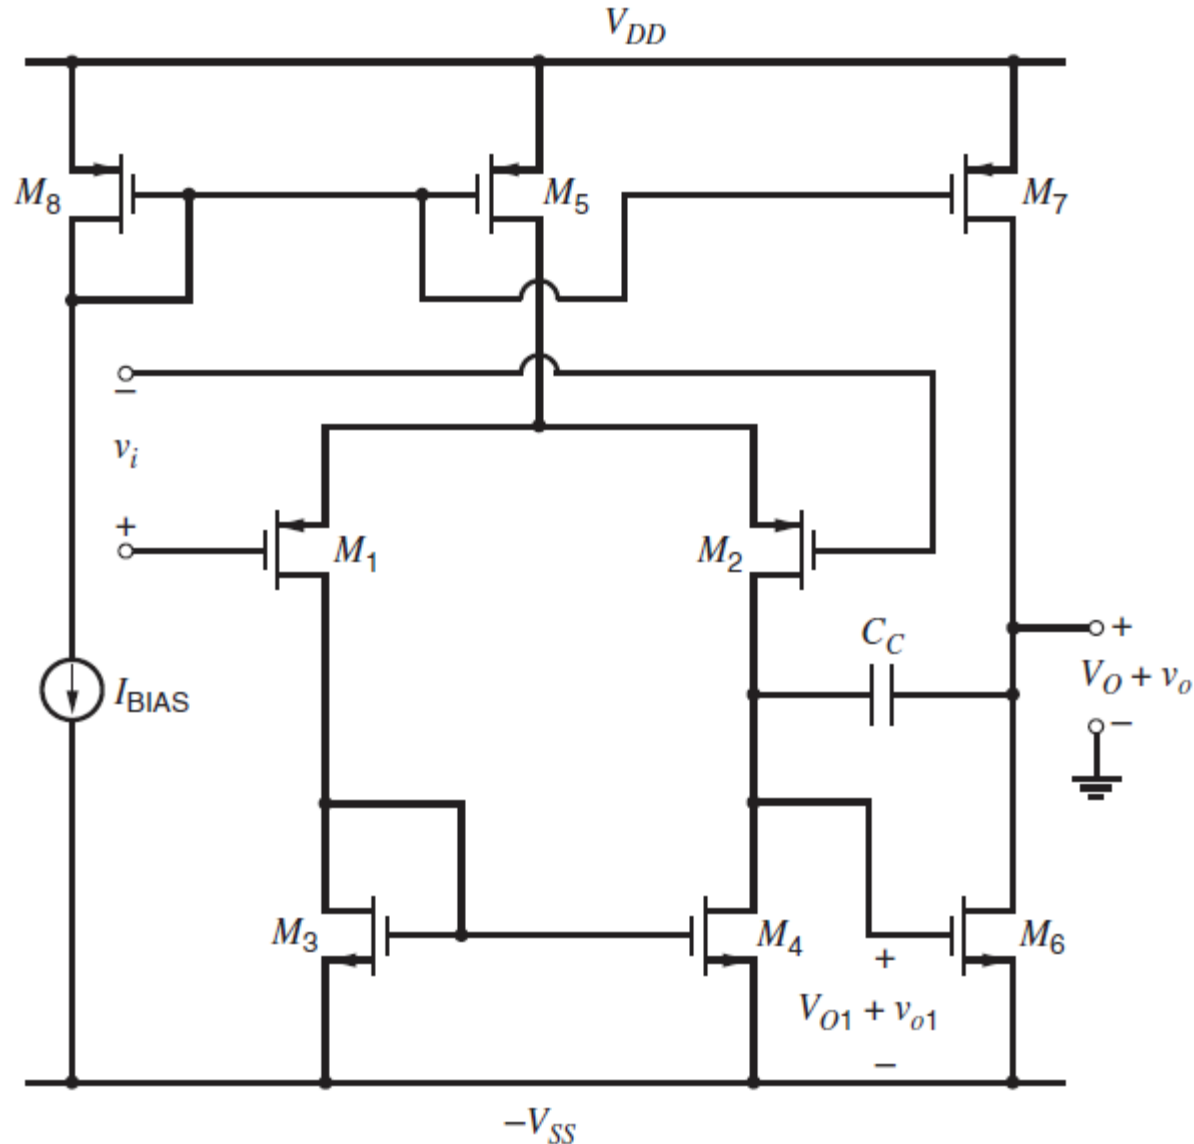 V_DD
M_8
M_5
M_7
–
v_i
+
M_1
M_2
C_C
+
V_O + v_o
–
I_BIAS
M_3
M_4
M_6
+
V_O1 + v_o1
–
–V_SS